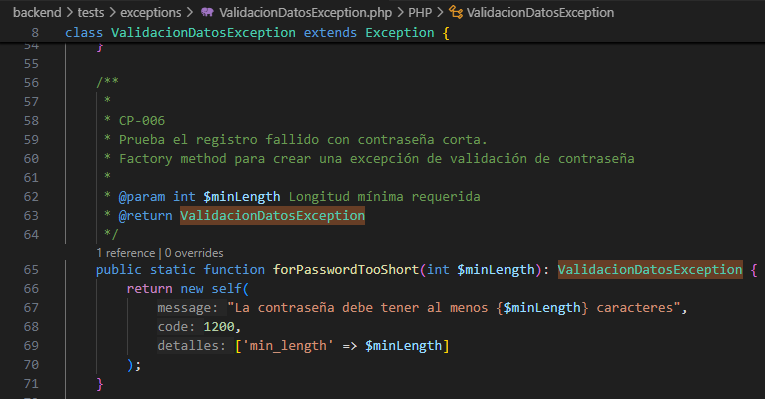 backend > tests > exceptions > ValidacionDatosException.php > PHP > ValidacionDatosException
8 class ValidacionDatosException extends Exception {
54 }
55
56 /**
57 *
58 * CP-006
59 * Prueba el registro fallido con contraseña corta.
60 * Factory method para crear una excepción de validación de contraseña
61 *
62 * @param int $minLength Longitud mínima requerida
63 * @return ValidacionDatosException
64 */
1 reference | 0 overrides
65 public static function forPasswordTooShort(int $minLength): ValidacionDatosException {
66 return new self(
67 message: "La contraseña debe tener al menos {$minLength} caracteres",
68 code: 1200,
69 detalles: ['min_length' => $minLength]
70 );
71 }